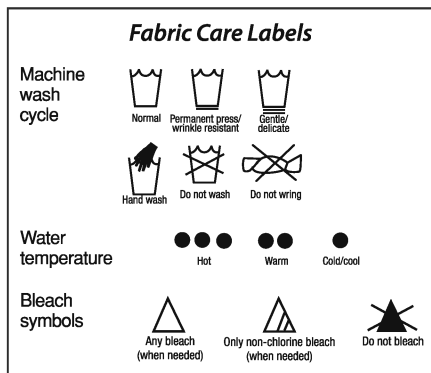 Fabric Care Labels
Machine
wash
cycle
Normal
Permanent press/
wrinkle resistant
Gentle/
delicate
Hand wash
Do not wash
Do not wring
Water
temperature
Hot
Warm
Cold/cool
Bleach
symbols
Any bleach
(when needed)
Only non-chlorine bleach
(when needed)
Do not bleach